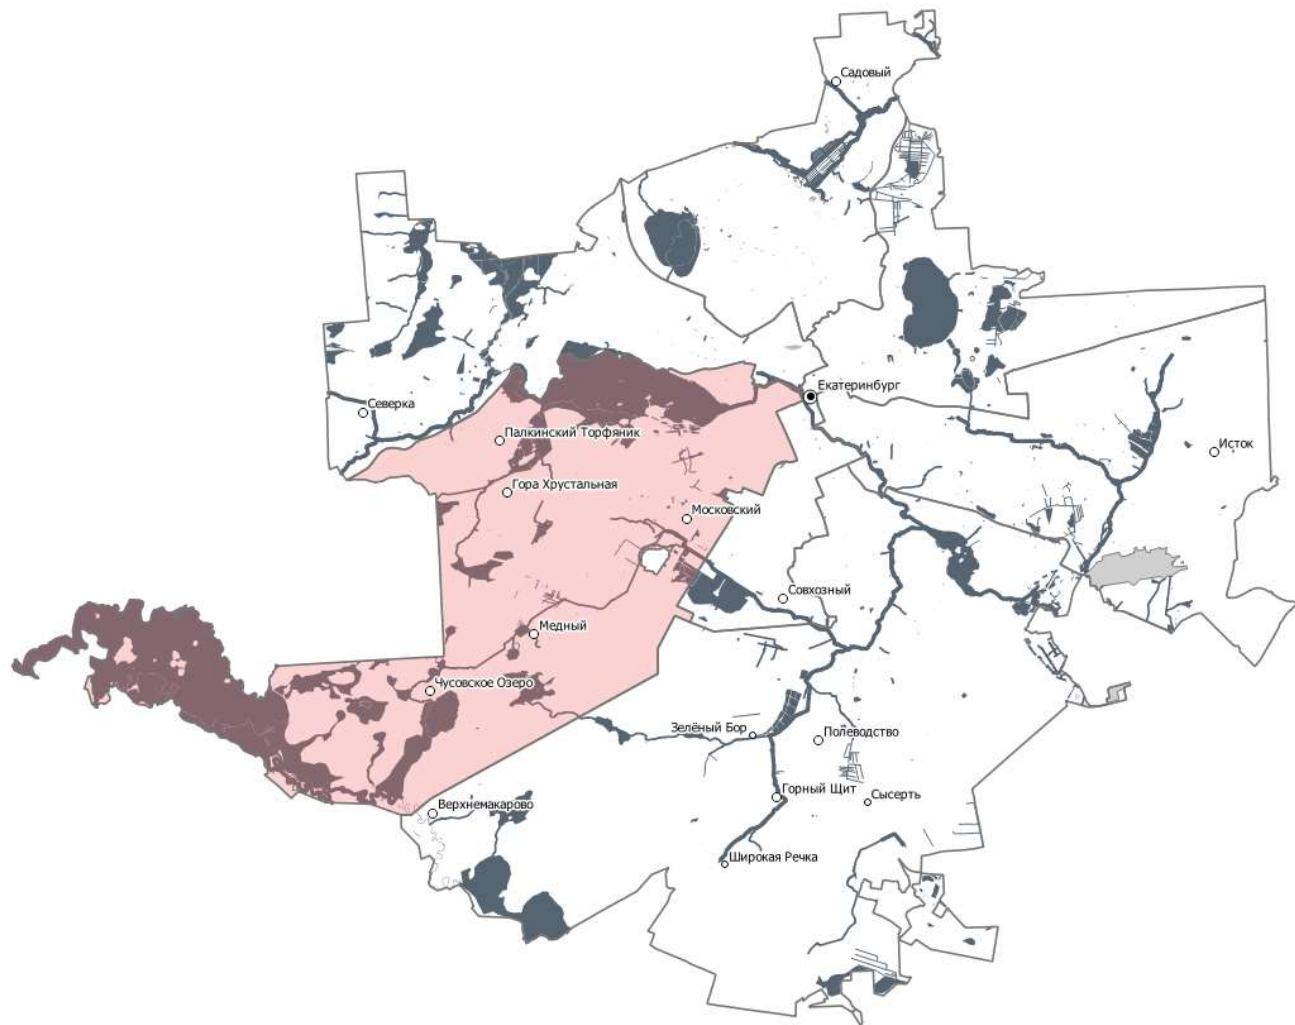 Садовый
Екатеринбург
Северка
Палкинский Торфяник
Исток
Гора Хрустальная
Московский
Совхозный
Медный
Чусовское Озеро
Зелёный Бор
Полеводство
Горный Щит
Сысерть
Верхнемакарово
Широкая Речка